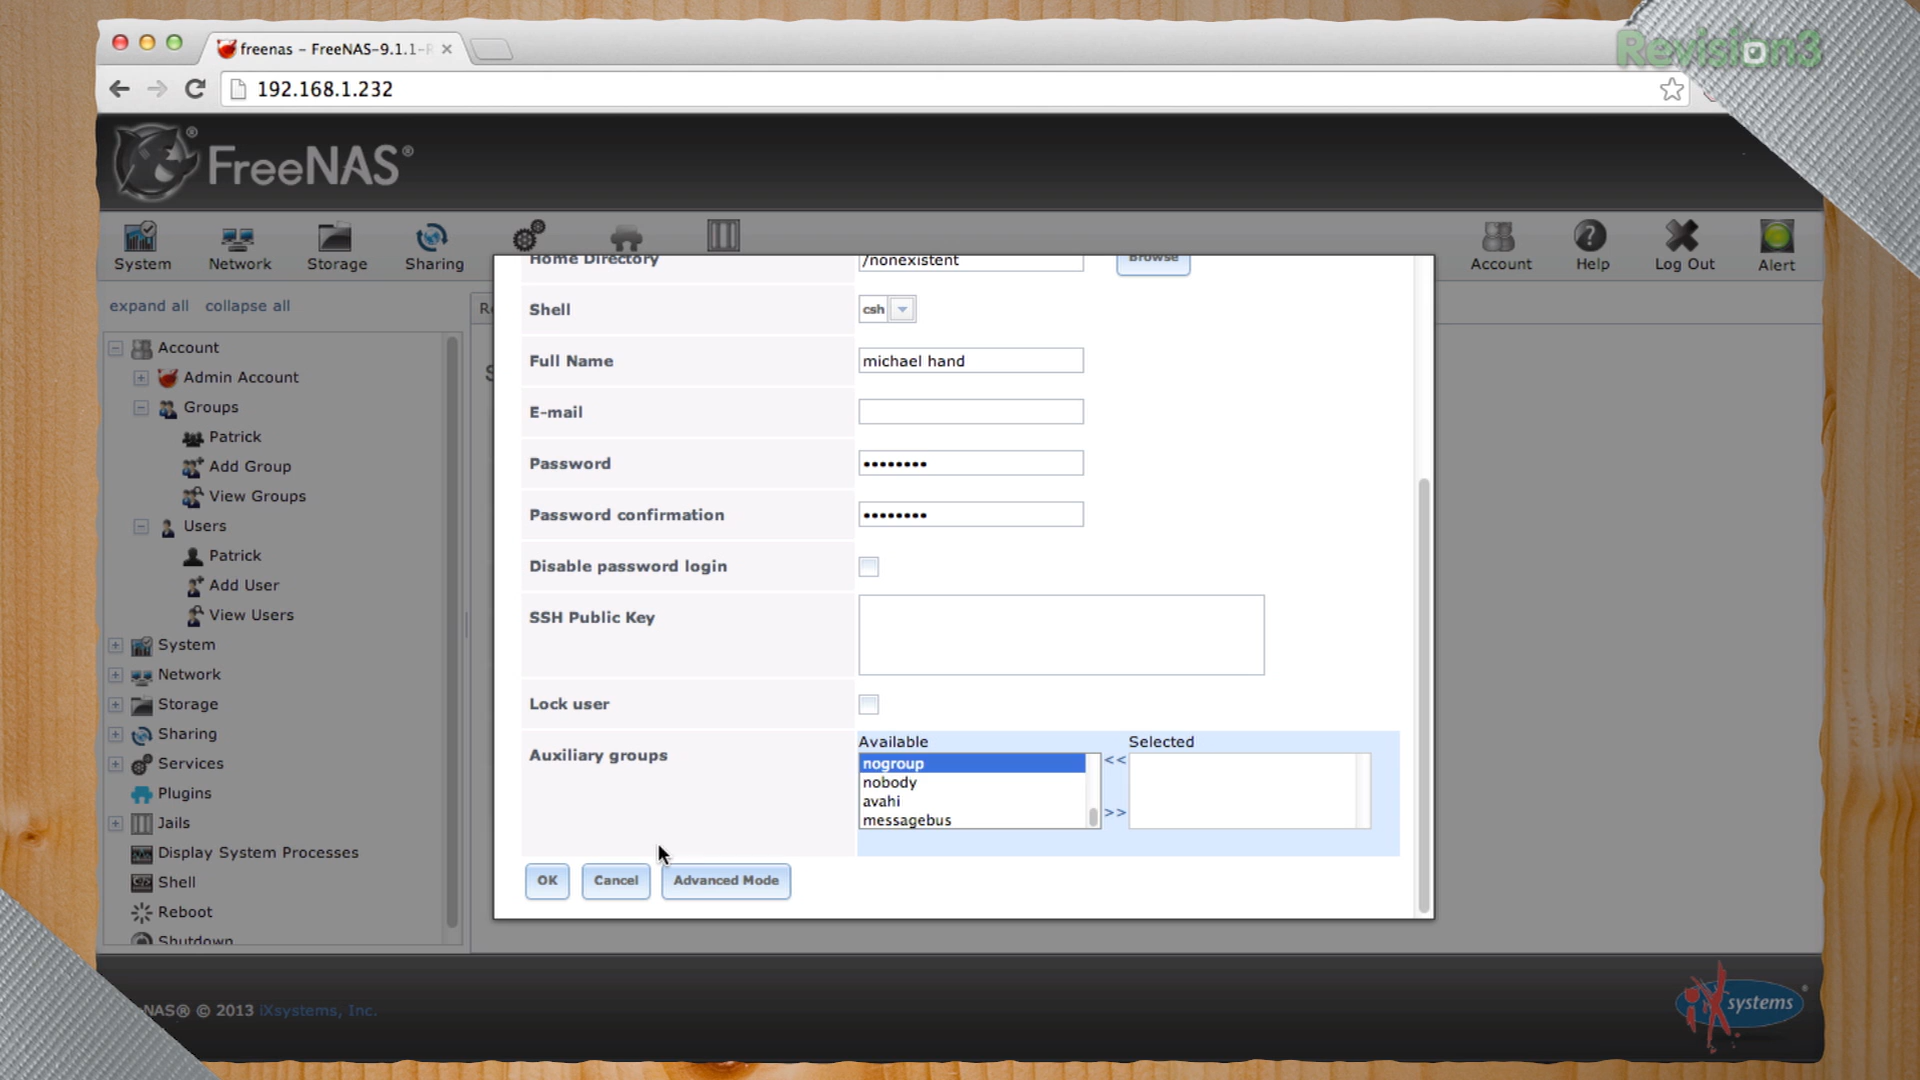 Revision3
freenas – FreeNAS-9.1.1-
192.168.1.232
FreeNAS®
System
Network
Storage
Sharing
Account
Help
Log Out
Alert
expand all
collapse all
Account
Admin Account
Groups
Patrick
Add Group
View Groups
Users
Patrick
Add User
View Users
System
Network
Storage
Sharing
Services
Plugins
Jails
Display System Processes
Shell
Reboot
Shutdown
Home Directory
/nonexistent
Browse
Shell
csh
Full Name
michael hand
E-mail
Password
••••••••
Password confirmation
••••••••
Disable password login
SSH Public Key
Lock user
Auxiliary groups
Available
Selected
nogroup
nobody
avahi
messagebus
<<
>>
OK
Cancel
Advanced Mode
NAS® © 2013 iXsystems, Inc.
iXsystems®